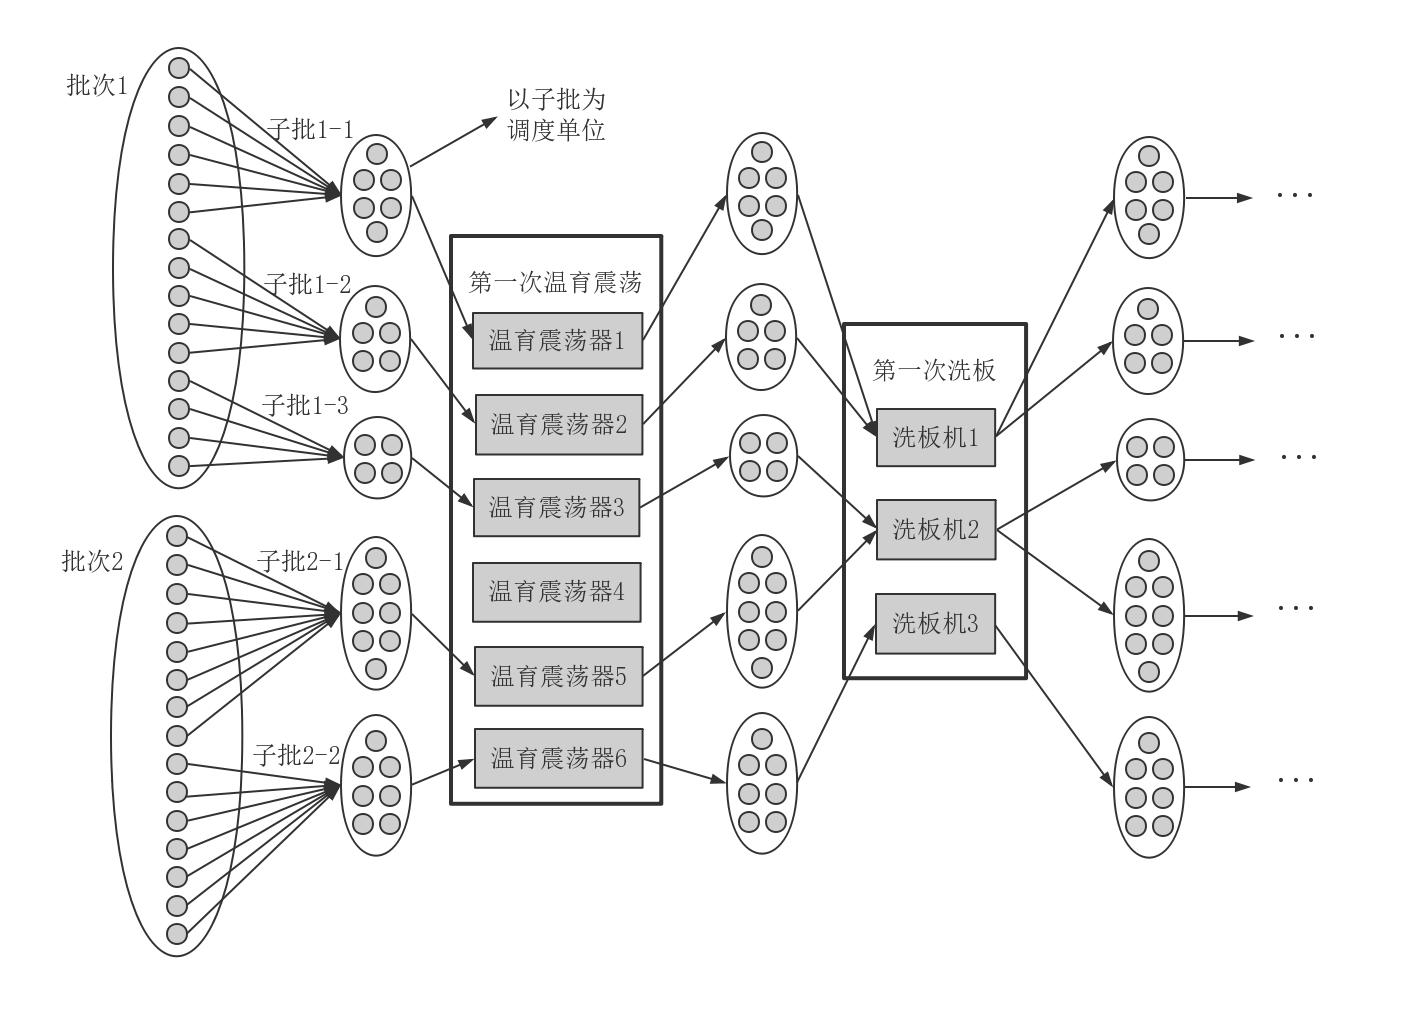 批次1
子批1-1
以子批为
调度单位
子批1-2
子批1-3
批次2
子批2-1
子批2-2
第一次温育震荡
温育震荡器1
温育震荡器2
温育震荡器3
温育震荡器4
温育震荡器5
温育震荡器6
第一次洗板
洗板机1
洗板机2
洗板机3
···
···
···
···
···